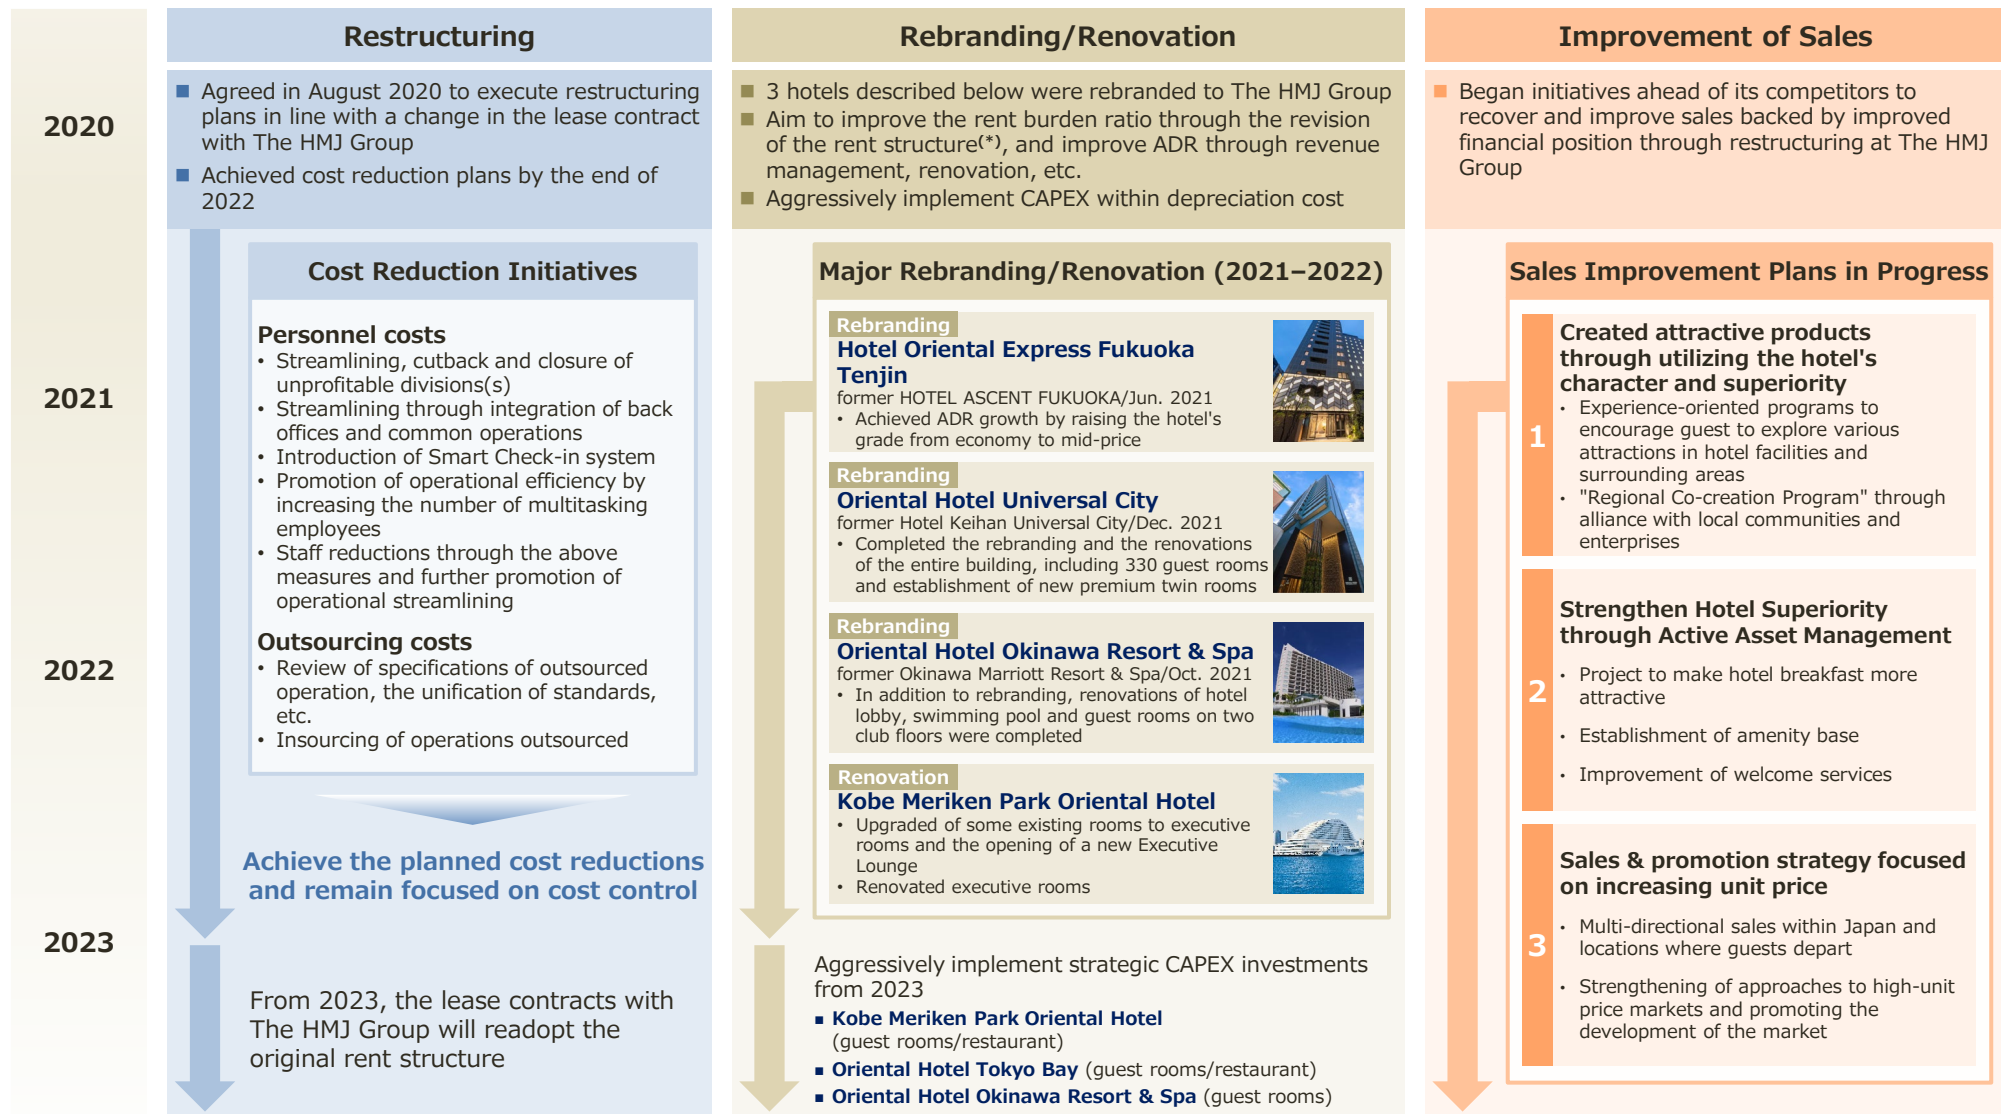 2020
2021
2022
2023
Restructuring
■ Agreed in August 2020 to execute restructuring
plans in line with a change in the lease contract
with The HMJ Group
■ Achieved cost reduction plans by the end of
2022
Cost Reduction Initiatives
Personnel costs
• Streamlining, cutback and closure of
unprofitable divisions(s)
• Streamlining through integration of back
offices and common operations
• Introduction of Smart Check-in system
• Promotion of operational efficiency by
increasing the number of multitasking
employees
• Staff reductions through the above
measures and further promotion of
operational streamlining
Outsourcing costs
• Review of specifications of outsourced
operation, the unification of standards,
etc.
• Insourcing of operations outsourced
Achieve the planned cost reductions
and remain focused on cost control
From 2023, the lease contracts with
The HMJ Group will readopt the
original rent structure
Rebranding/Renovation
■ 3 hotels described below were rebranded to The HMJ Group
■ Aim to improve the rent burden ratio through the revision
of the rent structure(*), and improve ADR through revenue
management, renovation, etc.
■ Aggressively implement CAPEX within depreciation cost
Major Rebranding/Renovation (2021–2022)
Rebranding
Hotel Oriental Express Fukuoka
Tenjin
former HOTEL ASCENT FUKUOKA/Jun. 2021
• Achieved ADR growth by raising the hotel's
grade from economy to mid-price
Rebranding
Oriental Hotel Universal City
former Hotel Keihan Universal City/Dec. 2021
• Completed the rebranding and the renovations
of the entire building, including 330 guest rooms
and establishment of new premium twin rooms
Rebranding
Oriental Hotel Okinawa Resort & Spa
former Okinawa Marriott Resort & Spa/Oct. 2021
• In addition to rebranding, renovations of hotel
lobby, swimming pool and guest rooms on two
club floors were completed
Renovation
Kobe Meriken Park Oriental Hotel
• Upgraded of some existing rooms to executive
rooms and the opening of a new Executive
Lounge
• Renovated executive rooms
Aggressively implement strategic CAPEX investments
from 2023
■ Kobe Meriken Park Oriental Hotel
(guest rooms/restaurant)
■ Oriental Hotel Tokyo Bay (guest rooms/restaurant)
■ Oriental Hotel Okinawa Resort & Spa (guest rooms)
Improvement of Sales
■ Began initiatives ahead of its competitors to
recover and improve sales backed by improved
financial position through restructuring at The HMJ
Group
Sales Improvement Plans in Progress
1
Created attractive products
through utilizing the hotel's
character and superiority
• Experience-oriented programs to
encourage guest to explore various
attractions in hotel facilities and
surrounding areas
• "Regional Co-creation Program" through
alliance with local communities and
enterprises
2
Strengthen Hotel Superiority
through Active Asset Management
• Project to make hotel breakfast more
attractive
• Establishment of amenity base
• Improvement of welcome services
3
Sales & promotion strategy focused
on increasing unit price
• Multi-directional sales within Japan and
locations where guests depart
• Strengthening of approaches to high-unit
price markets and promoting the
development of the market